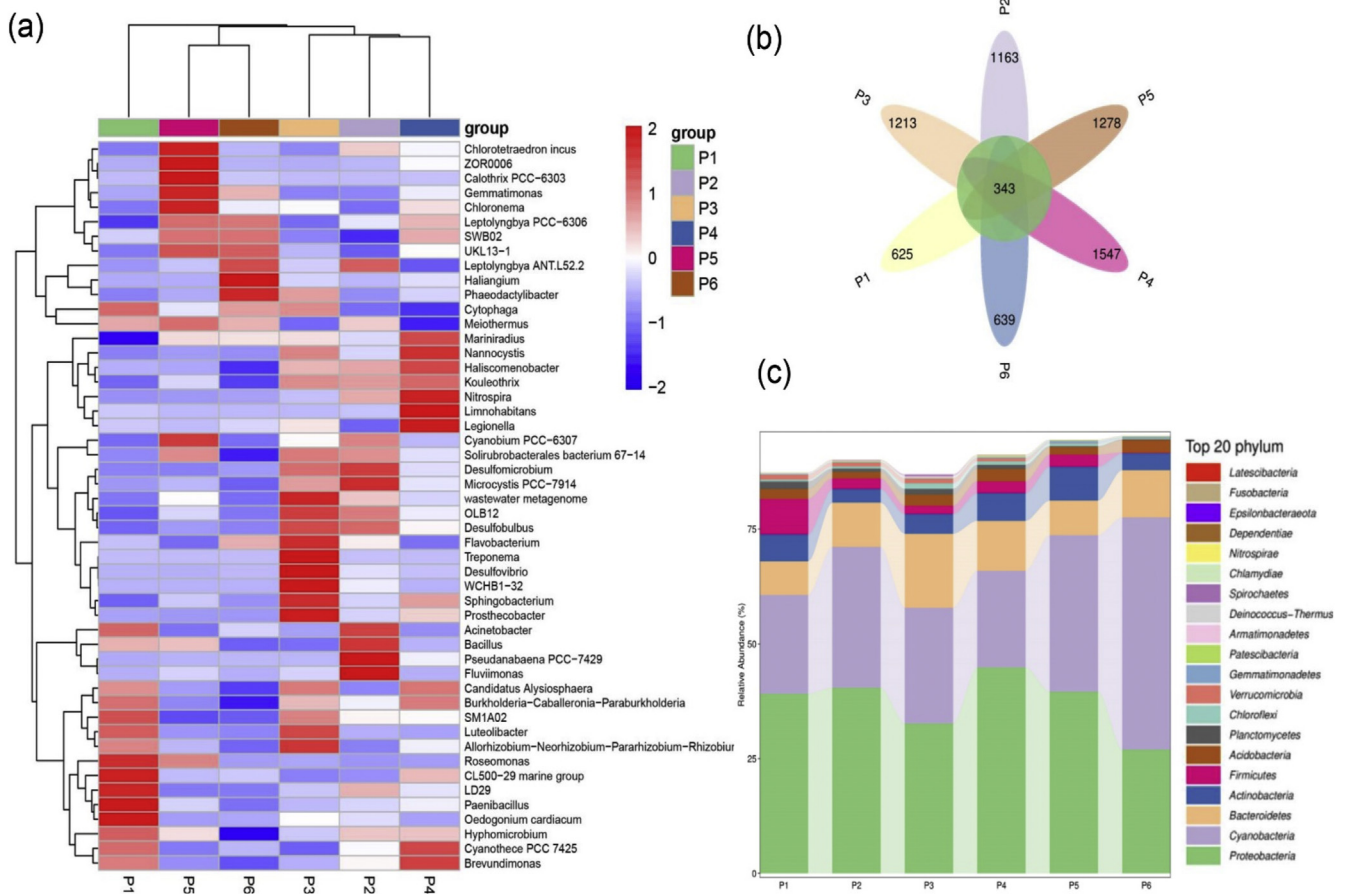 (a)
group
Chlorotetraedron incus
ZOR0006
Calothrix PCC-6303
Gemmatimonas
Chloronema
Leptolyngbya PCC-6306
SWB02
UKL13-1
Leptolyngbya ANT.L52.2
Haliangium
Phaeodactylibacter
Cytophaga
Meiothermus
Mariniradius
Nannocystis
Haliscomenobacter
Kouleothrix
Nitrospira
Limnohabitans
Legionella
Cyanobium PCC-6307
Solirubrobacterales bacterium 67-14
Desulfomicrobium
Microcystis PCC-7914
wastewater metagenome
OLB12
Desulfobulbus
Flavobacterium
Treponema
Desulfovibrio
WCHB1-32
Sphingobacterium
Prosthecobacter
Acinetobacter
Bacillus
Pseudanabaena PCC-7429
Fluviimonas
Candidatus Alysiosphaera
Burkholderia-Caballeronia-Paraburkholderia
SM1A02
Luteolibacter
Allorhizobium-Neorhizobium-Pararhizobium-Rhizobiur
Roseomonas
CL500-29 marine group
LD29
Paenibacillus
Oedogonium cardiacum
Hyphomicrobium
Cyanothece PCC 7425
Brevundimonas
P1
P5
P6
P3
P2
P4
2
1
0
-1
-2
group
P1
P2
P3
P4
P5
P6
(b)
P2
1163
P3
1213
P5
1278
343
P1
625
P4
1547
639
P6
(c)
Relative Abundance (%)
75
50
25
0
P1 P2 P3 P4 P5 P6
Top 20 phylum
Latescibacteria
Fusobacteria
Epsilonbacteraeota
Dependentiae
Nitrospirae
Chlamydiae
Spirochaetes
Deinococcus-Thermus
Armatimonadetes
Patescibacteria
Gemmatimonadetes
Verrucomicrobia
Chloroflexi
Planctomycetes
Acidobacteria
Firmicutes
Actinobacteria
Bacteroidetes
Cyanobacteria
Proteobacteria